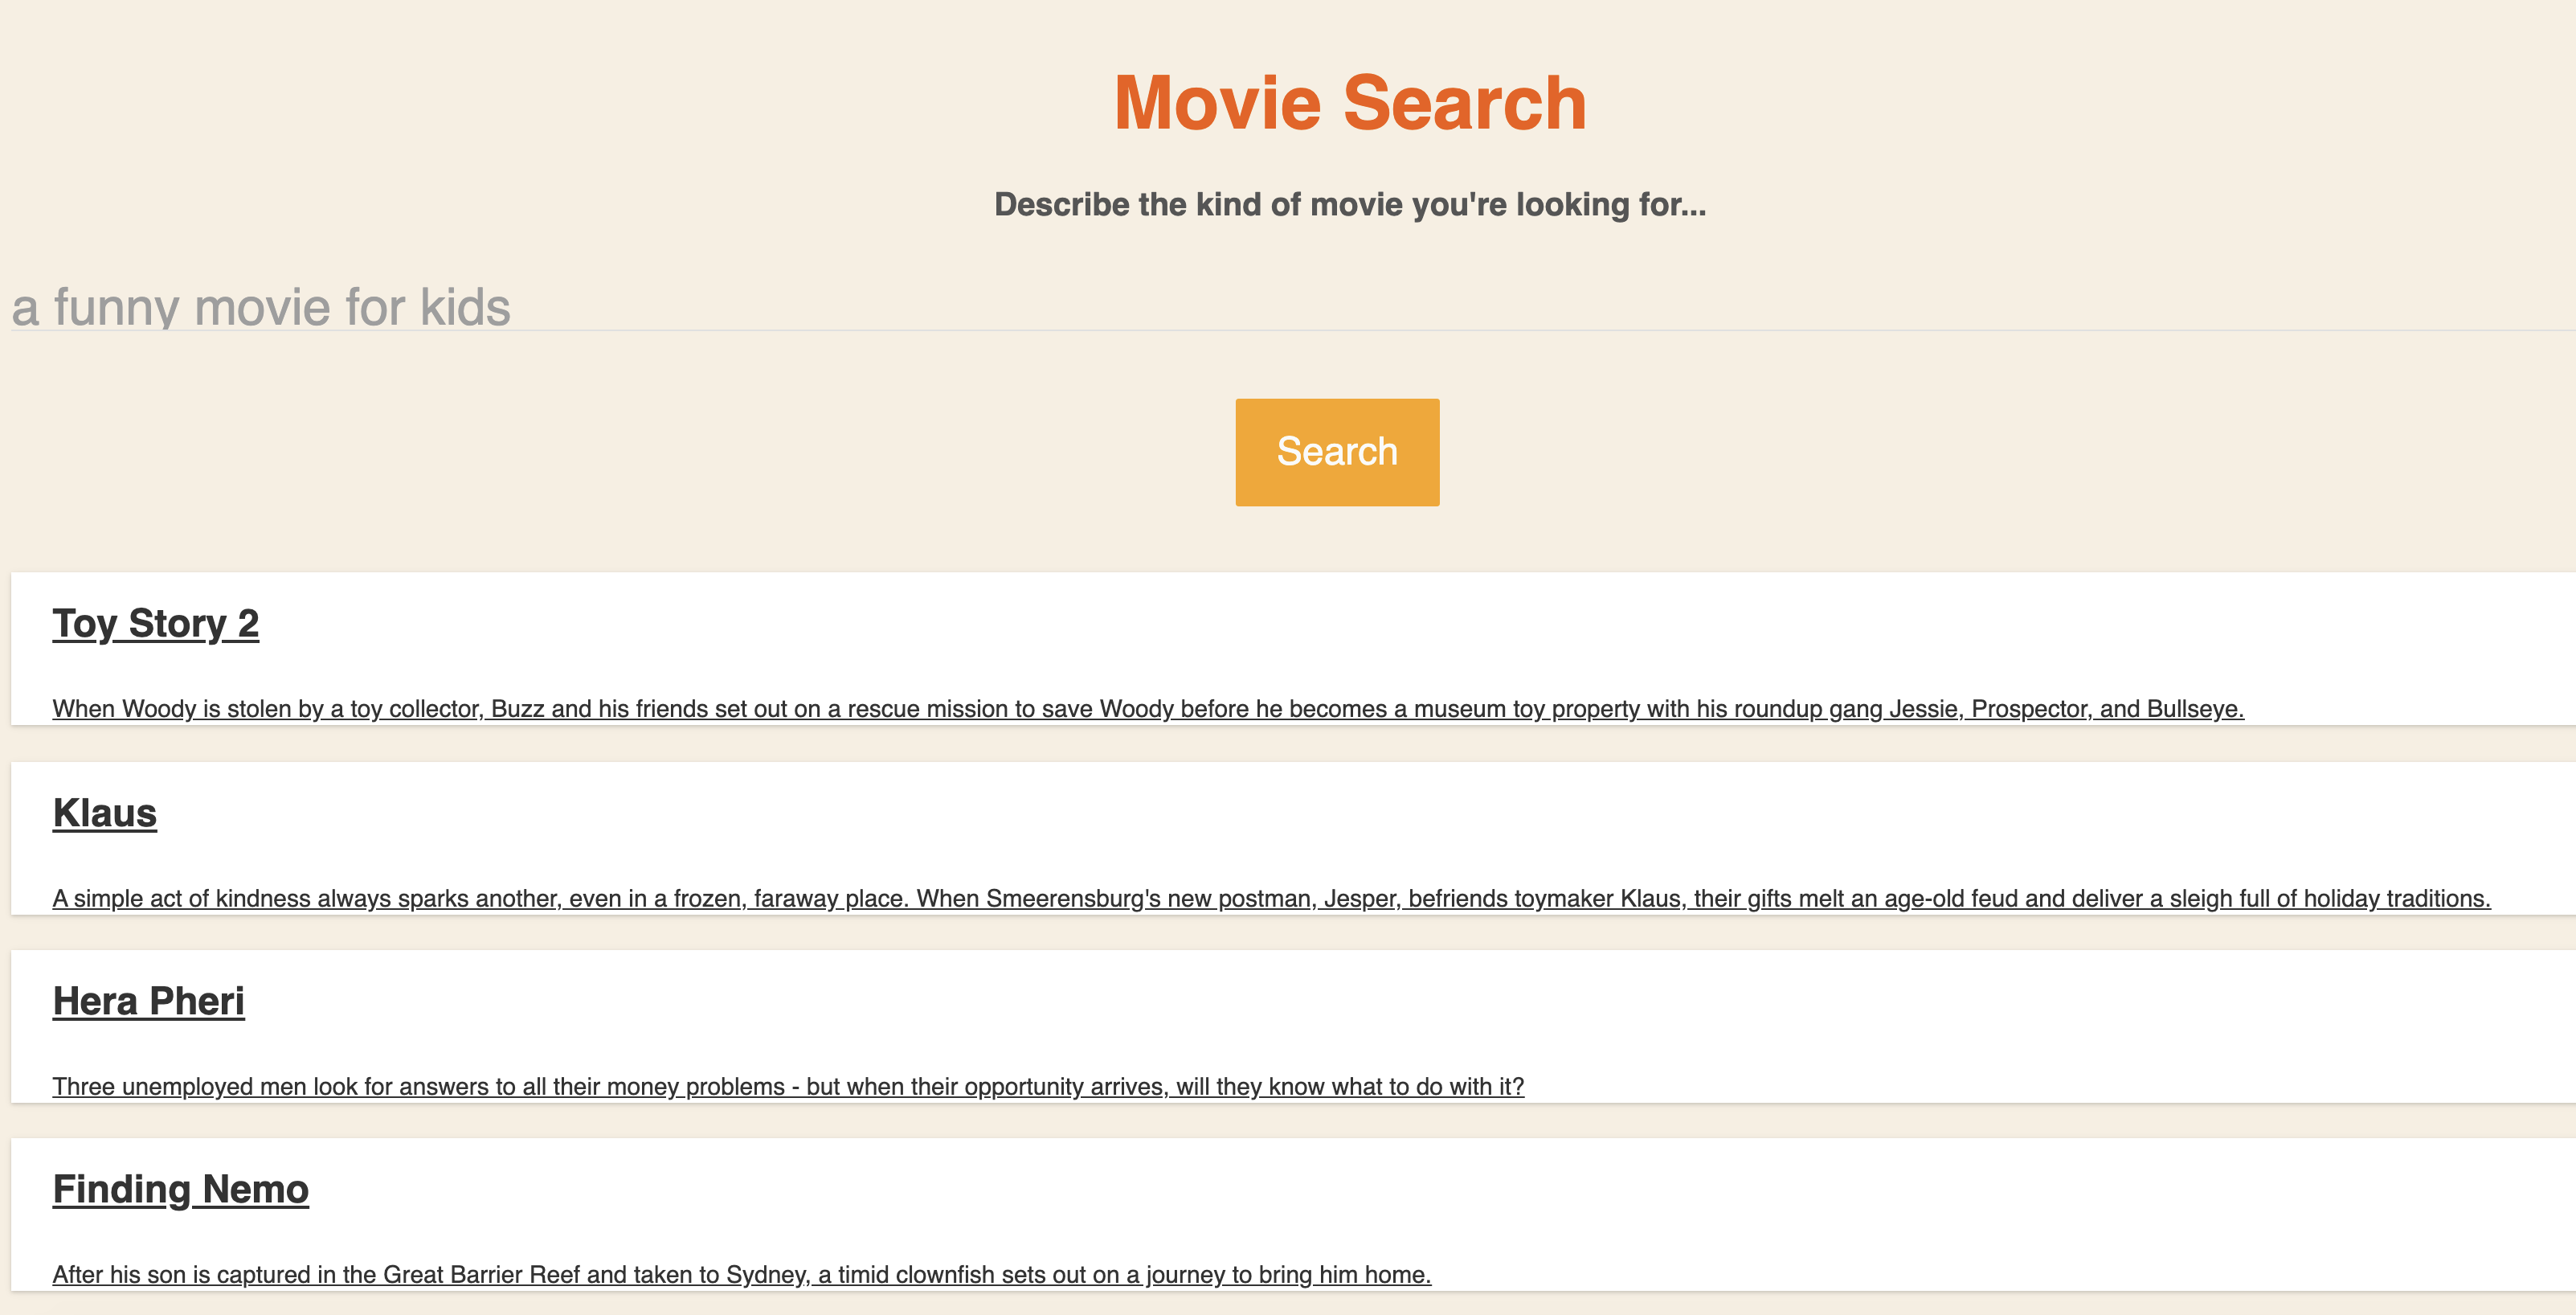 Movie Search
Describe the kind of movie you're looking for...
a funny movie for kids
Search
Toy Story 2
When Woody is stolen by a toy collector, Buzz and his friends set out on a rescue mission to save Woody before he becomes a museum toy property with his roundup gang Jessie, Prospector, and Bullseye.
Klaus
A simple act of kindness always sparks another, even in a frozen, faraway place. When Smeerensburg's new postman, Jesper, befriends toymaker Klaus, their gifts melt an age-old feud and deliver a sleigh full of holiday traditions.
Hera Pheri
Three unemployed men look for answers to all their money problems - but when their opportunity arrives, will they know what to do with it?
Finding Nemo
After his son is captured in the Great Barrier Reef and taken to Sydney, a timid clownfish sets out on a journey to bring him home.